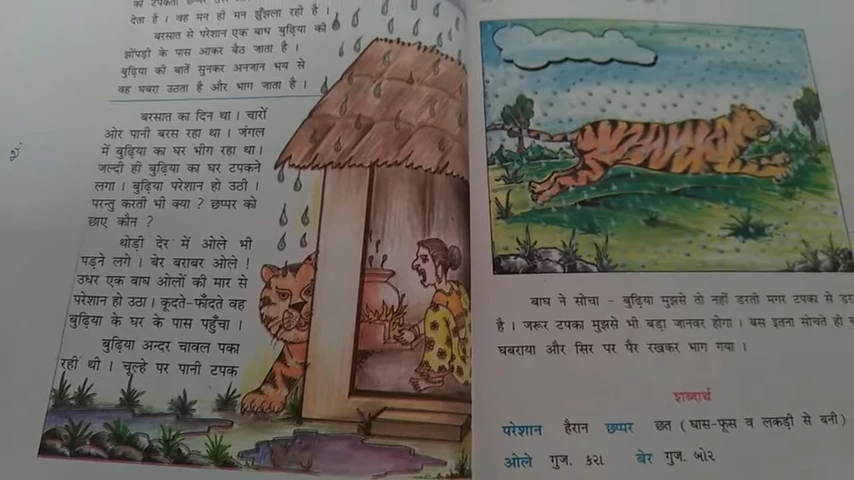 देता है । वह मन ही मन झुँझला रही है ।
बरसात से परेशान एक बाघ बुढ़िया की
झोंपड़ी के पास आकर बैठ जाता है ।
बुढ़िया की बातें सुनकर अनजान भय से
वह घबरा उठता है और भाग जाता है ।
बरसात का दिन था । चारों
ओर पानी बरस रहा था । जंगल
में बुढ़िया का घर भीग रहा था ।
जल्दी ही बुढ़िया का घर टपकने
लगा । बुढ़िया परेशान हो उठी ।
परन्तु करती भी क्या ? छप्पर को
छाए कौन ?
थोड़ी देर में ओले भी
पड़ने लगे । बेर बराबर ओले !
उधर एक बाघ ओलों की मार से
परेशान हो उठा । कूदते-फाँदते वह
बुढ़िया के घर के पास पहुँचा ।
बुढ़िया अन्दर चावल पका
रही थी । चूल्हे पर पानी टपक
बाघ ने सोचा - बुढ़िया मुझसे तो नहीं डरती मगर टपका से
है । जरूर टपका मुझसे भी बड़ा जानवर होगा । बस इतना सोचते ही
घबराया और सिर पर पैर रखकर भाग गया ।
शब्दार्थ
परेशान हैरान छप्पर छत ( घास-फूस व लकड़ी से बनी )
ओले गुज. કરા बेर गुज. બોર